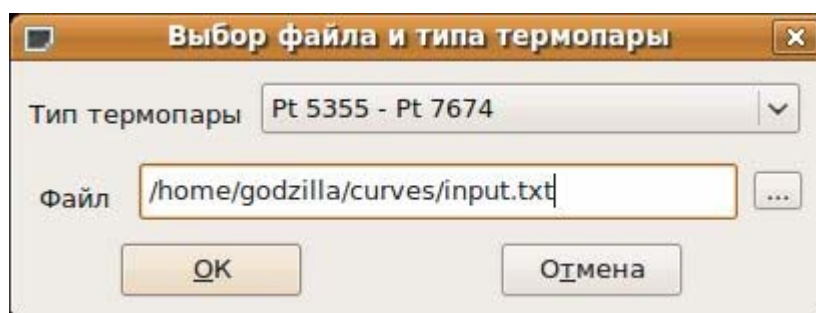 Выбор файла и типа термопары
Тип термопары Pt 5355 - Pt 7674
Файл /home/godzilla/curves/input.txt ...
OK Отмена